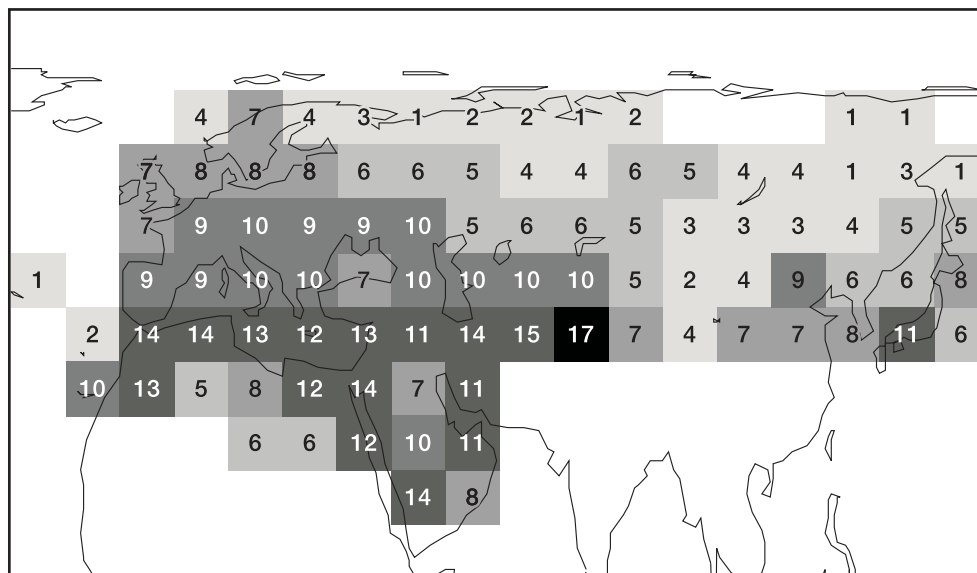 4 7 4 3 1 2 2 1 2 1 1
7 8 8 8 6 6 5 4 4 6 5 4 4 1 3 1
7 9 10 9 9 10 5 6 6 5 3 3 3 4 5 5
1 9 9 10 10 7 10 10 10 10 5 2 4 9 6 6 8
2 14 14 13 12 13 11 14 15 17 7 4 7 7 8 11 6
10 13 5 8 12 14 7 11
6 6 12 10 11
14 8